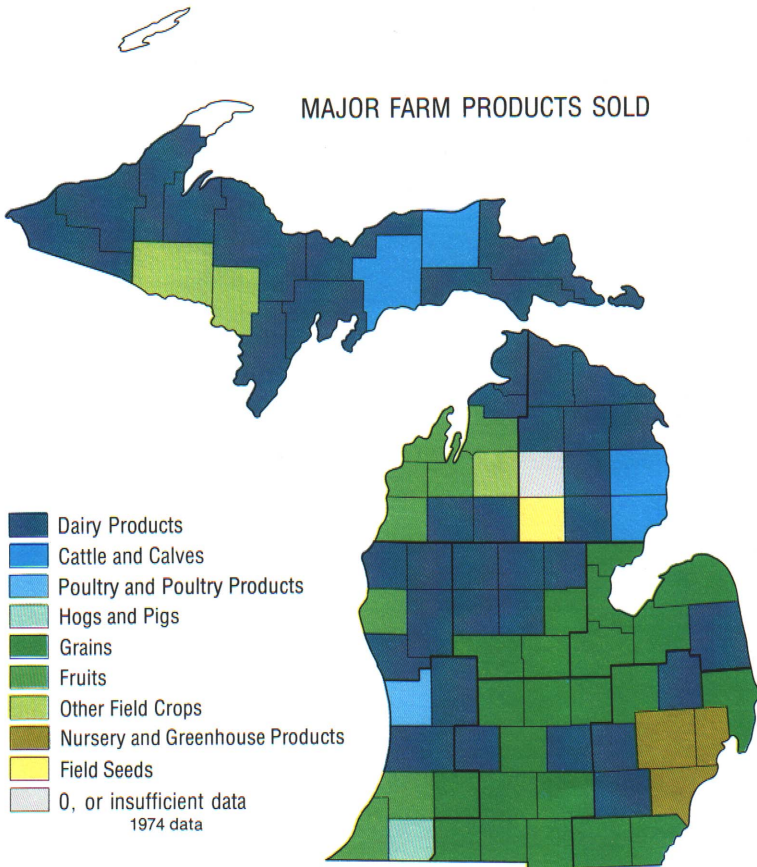 MAJOR FARM PRODUCTS SOLD
Dairy Products
Cattle and Calves
Poultry and Poultry Products
Hogs and Pigs
Grains
Fruits
Other Field Crops
Nursery and Greenhouse Products
Field Seeds
0, or insufficient data
1974 data